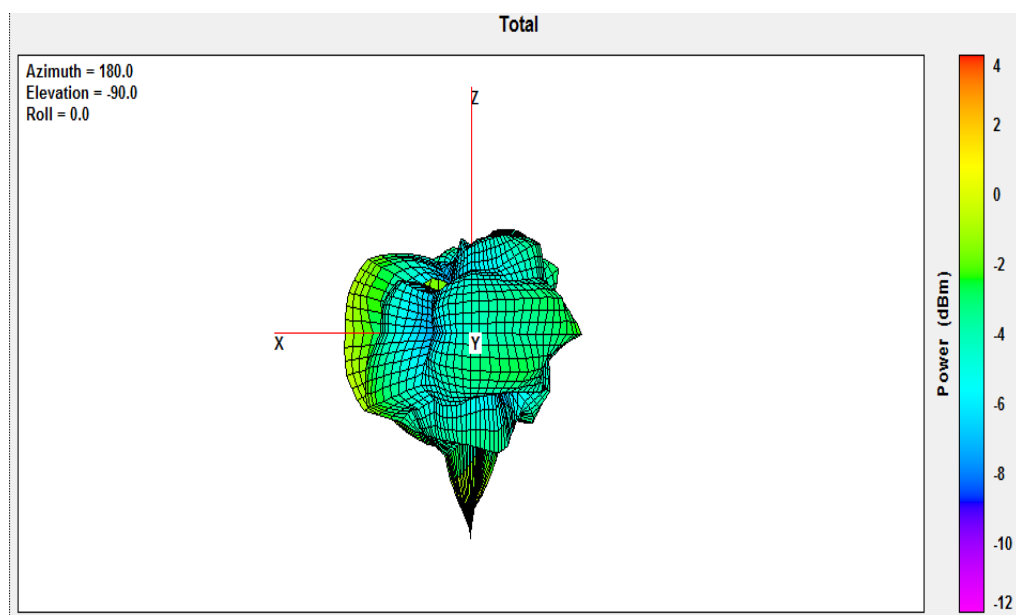 Total
Azimuth = 180.0
Elevation = -90.0
Roll = 0.0
Z
X
Y
4
2
0
-2
-4
-6
-8
-10
-12
Power (dBm)